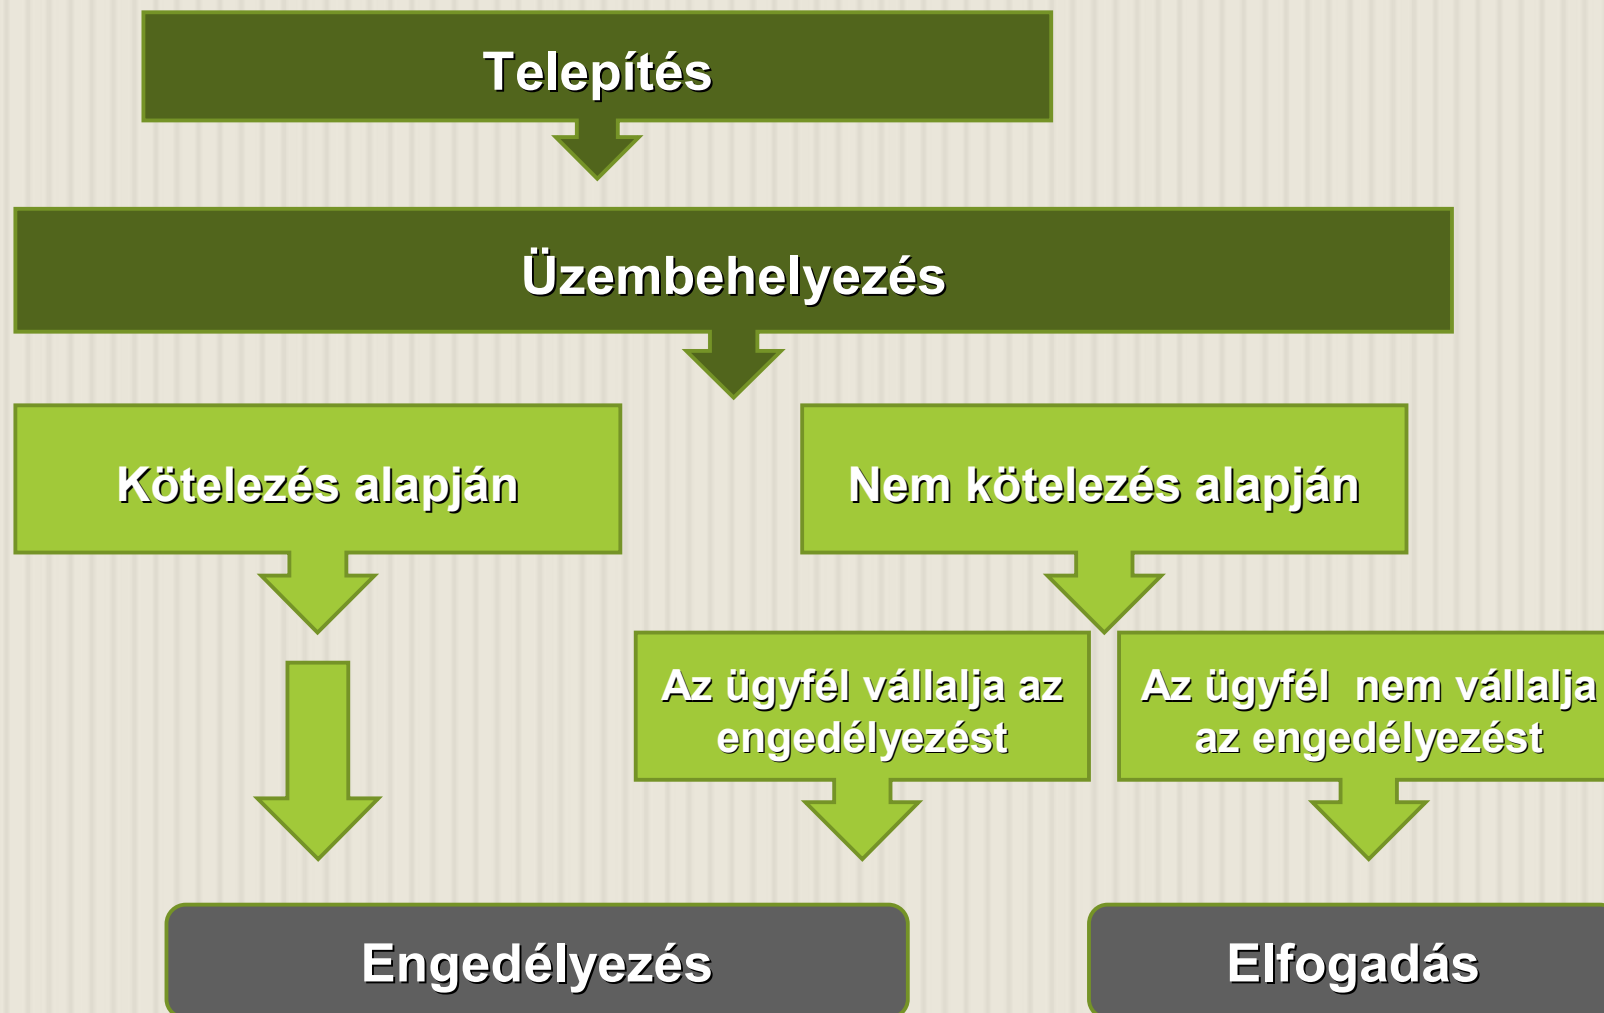 Telepítés
Üzembehelyezés
Kötelezés alapján
Nem kötelezés alapján
Az ügyfél vállalja az
engedélyezést
Az ügyfél  nem vállalja
az engedélyezést
Engedélyezés
Elfogadás